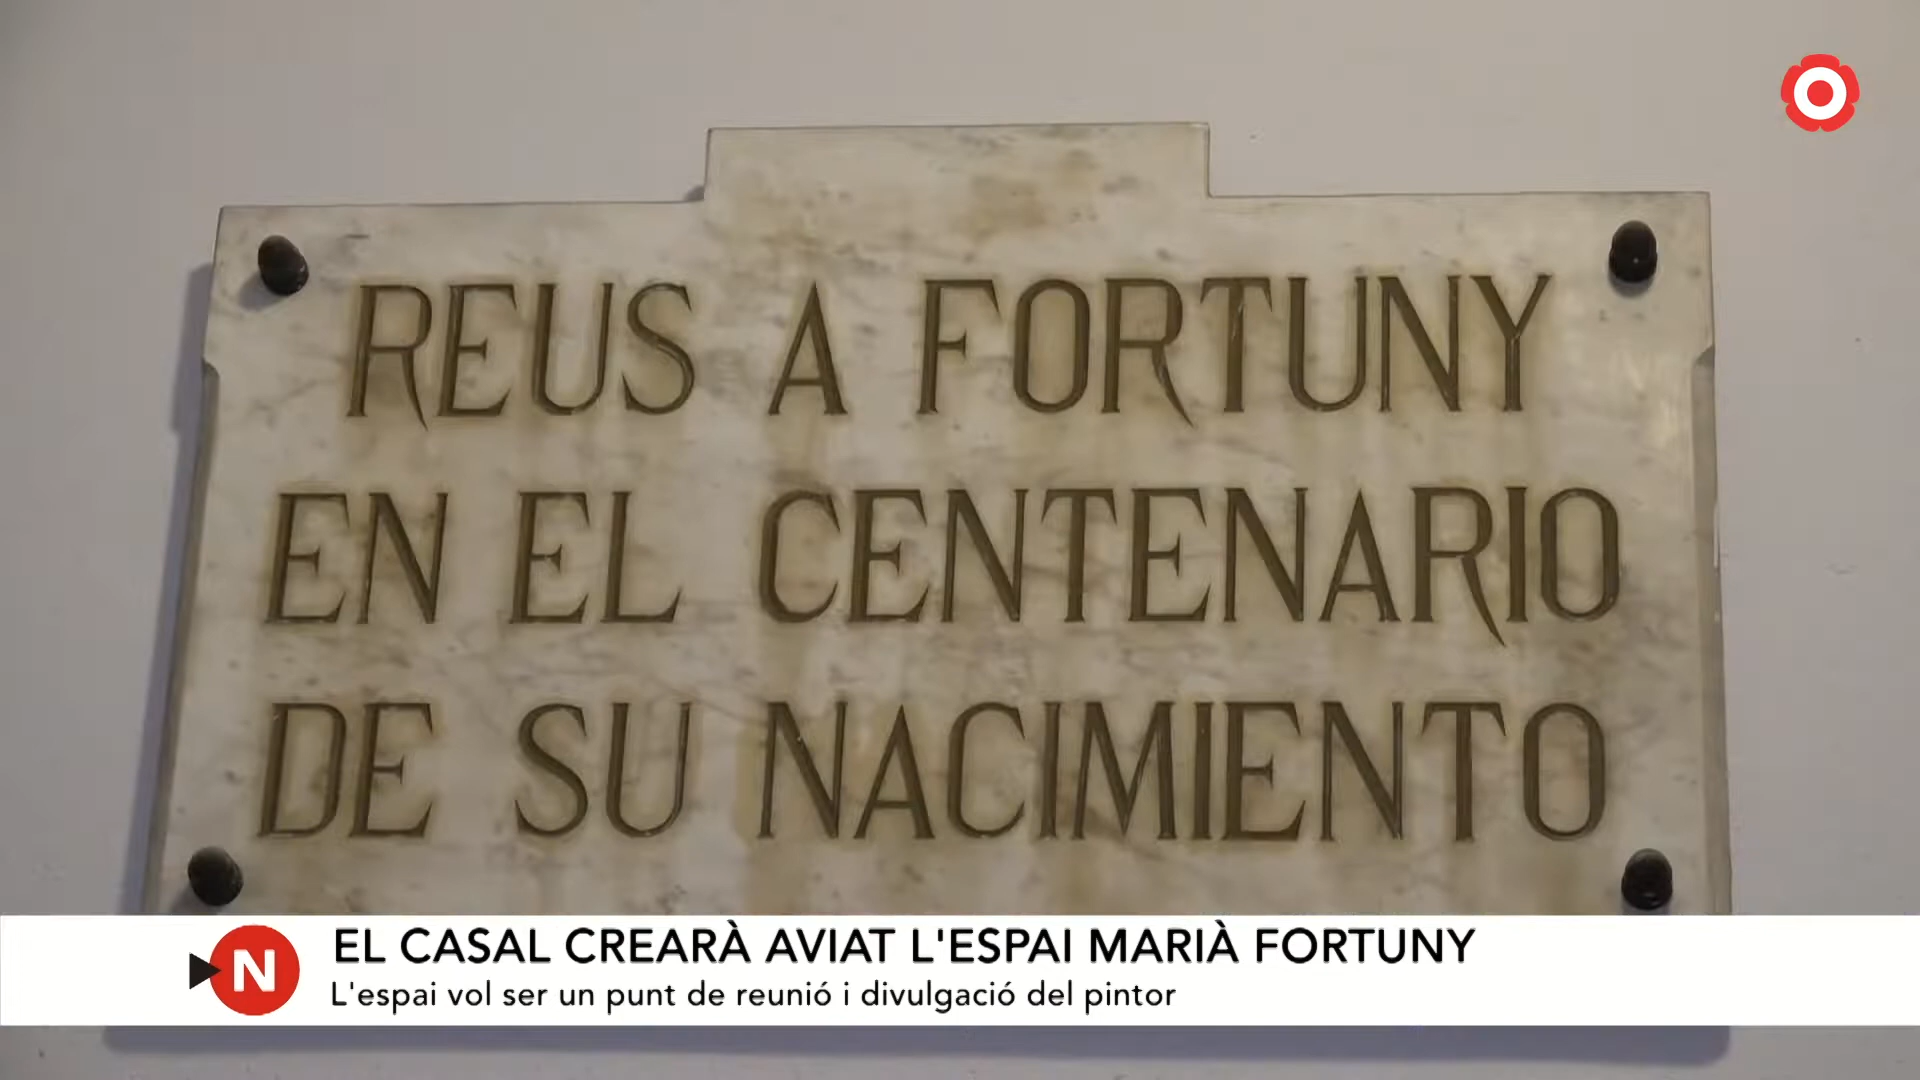 REUS A FORTUNY
EN EL CENTENARIO
DE SU NACIMIENTO
N
EL CASAL CREARÀ AVIAT L'ESPAI MARIÀ FORTUNY
L'espai vol ser un punt de reunió i divulgació del pintor